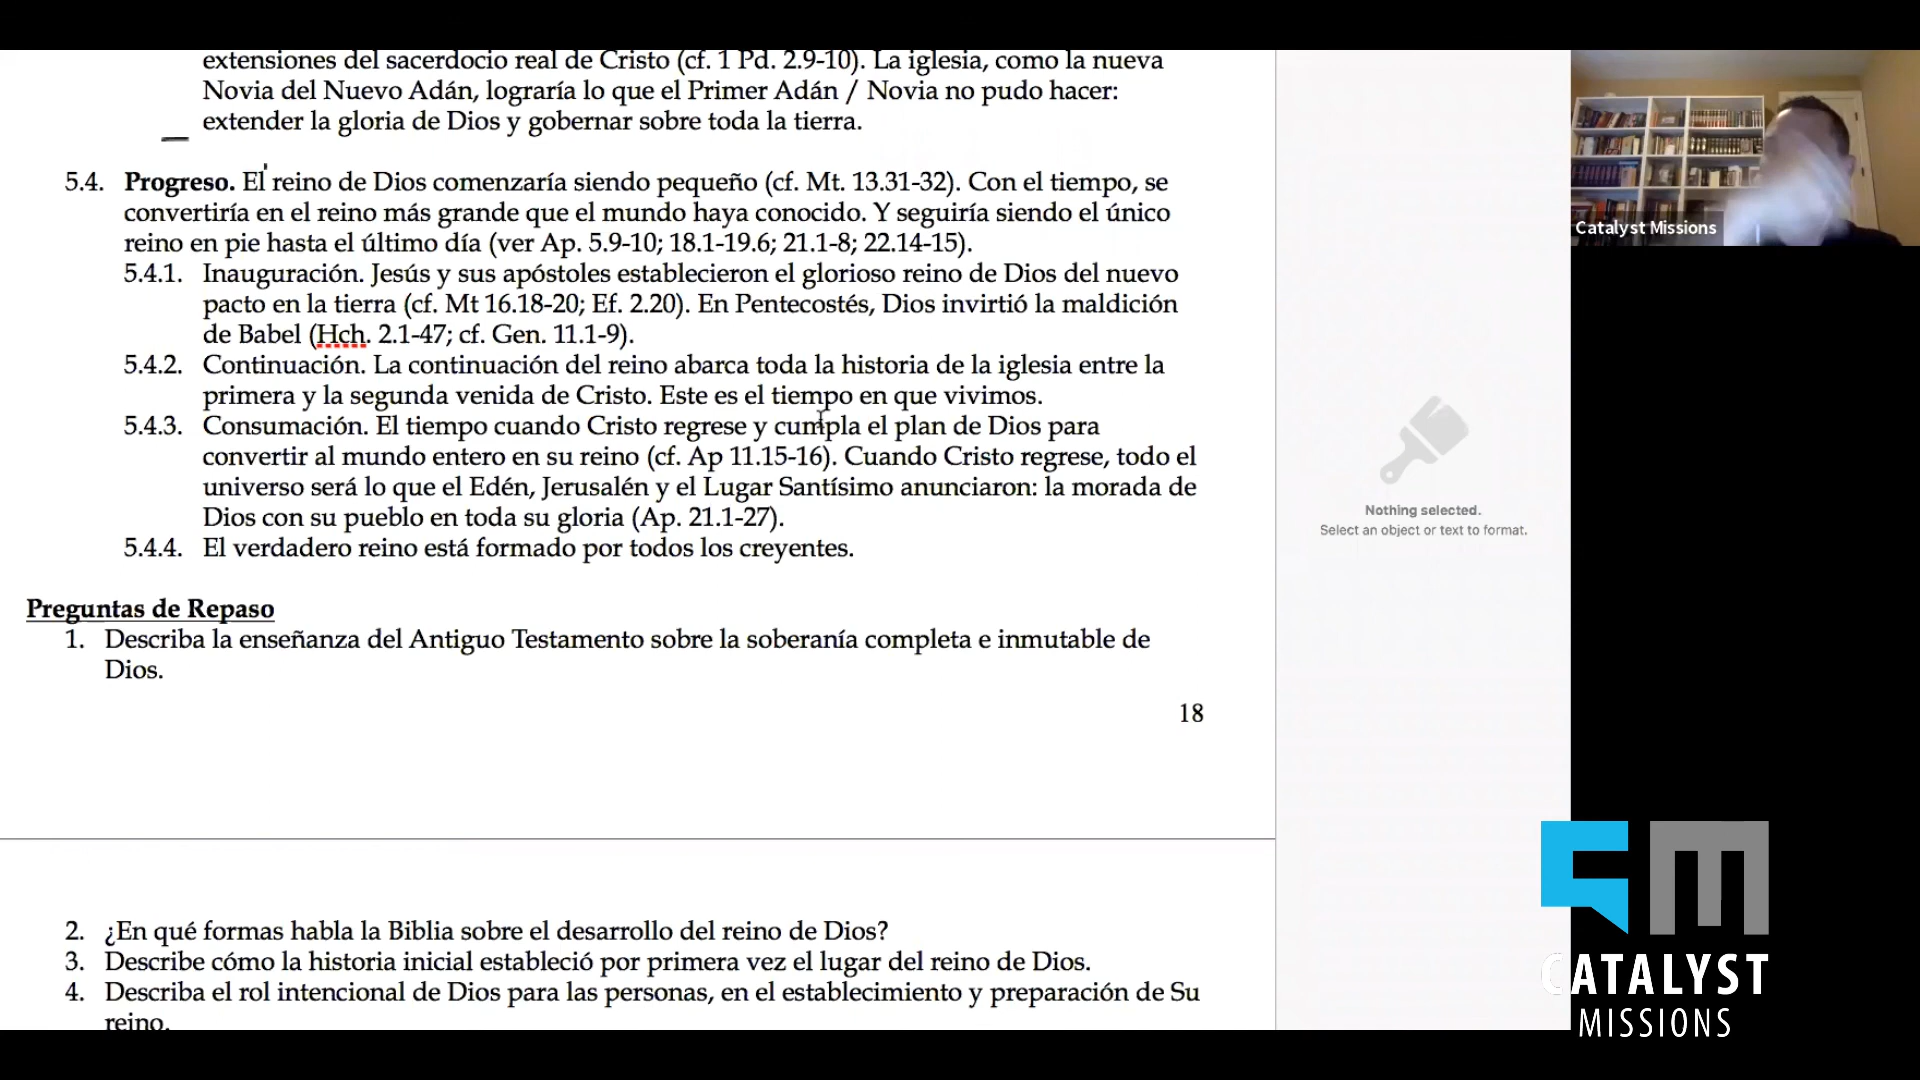 extensiones del sacerdocio real de Cristo (cf. 1 Pd. 2.9-10). La iglesia, como la nueva
Novia del Nuevo Adán, lograría lo que el Primer Adán / Novia no pudo hacer:
extender la gloria de Dios y gobernar sobre toda la tierra.
5.4. Progreso. El reino de Dios comenzaría siendo pequeño (cf. Mt. 13.31-32). Con el tiempo, se
convertiría en el reino más grande que el mundo haya conocido. Y seguiría siendo el único
reino en pie hasta el último día (ver Ap. 5.9-10; 18.1-19.6; 21.1-8; 22.14-15).
5.4.1. Inauguración. Jesús y sus apóstoles establecieron el glorioso reino de Dios del nuevo
pacto en la tierra (cf. Mt 16.18-20; Ef. 2.20). En Pentecostés, Dios invirtió la maldición
de Babel (Hch. 2.1-47; cf. Gen. 11.1-9).
5.4.2. Continuación. La continuación del reino abarca toda la historia de la iglesia entre la
primera y la segunda venida de Cristo. Este es el tiempo en que vivimos.
5.4.3. Consumación. El tiempo cuando Cristo regrese y cumpla el plan de Dios para
convertir al mundo entero en su reino (cf. Ap 11.15-16). Cuando Cristo regrese, todo el
universo será lo que el Edén, Jerusalén y el Lugar Santísimo anunciaron: la morada de
Dios con su pueblo en toda su gloria (Ap. 21.1-27).
5.4.4. El verdadero reino está formado por todos los creyentes.
Preguntas de Repaso
1. Describa la enseñanza del Antiguo Testamento sobre la soberanía completa e inmutable de
Dios.
18
2. ¿En qué formas habla la Biblia sobre el desarrollo del reino de Dios?
3. Describe cómo la historia inicial estableció por primera vez el lugar del reino de Dios.
4. Describa el rol intencional de Dios para las personas, en el establecimiento y preparación de Su
reino.
Nothing selected.
Select an object or text to format.
Catalyst Missions
CATALYST
MISSIONS